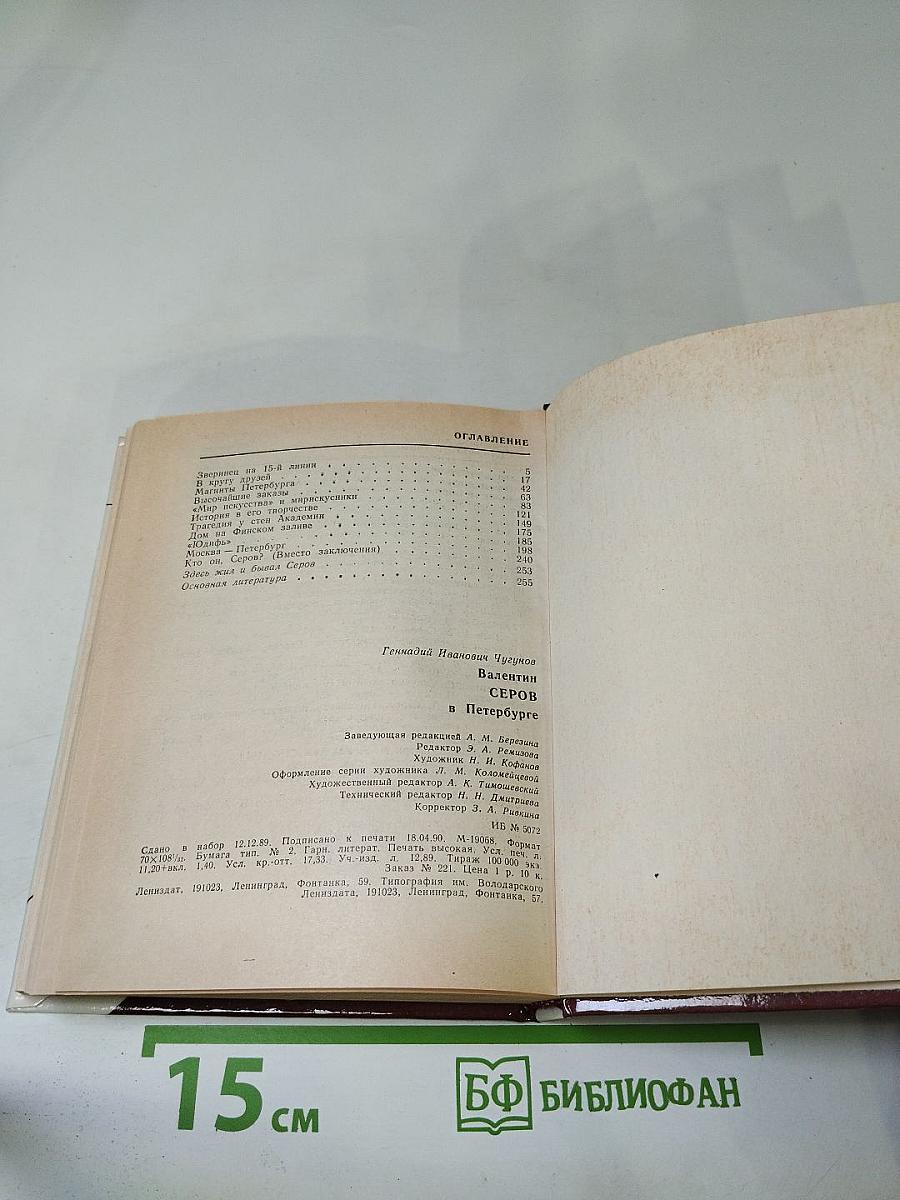 ОГЛАВЛЕНИЕ
Зверинец на 15-й линии 5
В кругу друзей 17
Магниты Петербурга 42
Высочайшие заказы 63
«Мир искусства» и мирискусники 83
История в его творчестве 121
Трагедия у стен Академии 149
Дом на Финском заливе 175
«Юдифь» 185
Москва — Петербург 198
Кто он, Серов? (Вместо заключения) 240
Здесь жил и бывал Серов 253
Основная литература 255
Геннадий Иванович Чугунов
Валентин
СЕРОВ
в Петербурге
Заведующая редакцией А. М. Березина
Редактор Э. А. Ремизова
Художник Н. И. Кофанов
Оформление серии художника Л. М. Коломейцевой
Художественный редактор А. К. Тимошевский
Технический редактор Н. Н. Дмитриева
Корректор З. А. Ривкина
ИБ № 5072
Сдано в набор 12.12.89. Подписано к печати 18.04.90. М-19068. Формат
70×108¹/₃₂. Бумага тип. № 2. Гарн. литерат. Печать высокая. Усл. печ. л.
11,20+вкл. 1,40. Усл. кр.-отт. 17,33. Уч.-изд. л. 12,89. Тираж 100 000 экз.
Заказ № 221. Цена 1 р. 10 к.
Лениздат, 191023, Ленинград, Фонтанка, 59. Типография им. Володарского
Лениздата, 191023, Ленинград, Фонтанка, 57.
15 см
БФ БИБЛИОФАН